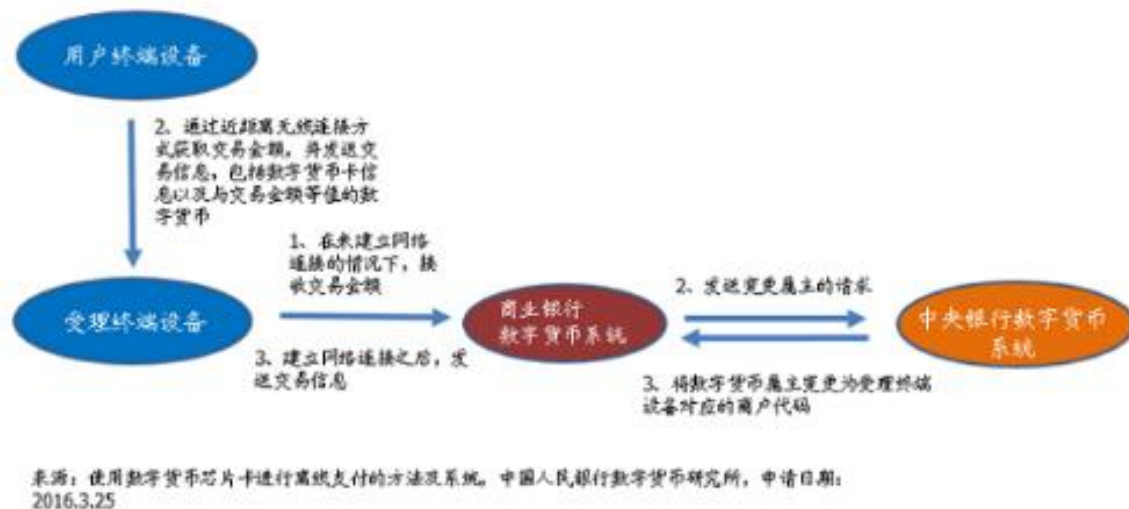 用户终端设备
2、通过近距离无线连接方
式获取交易金额，并发送交
易信息，包括数字货币卡信
息以及与交易金额等值的数
字货币
1、在未建立网络
连接的情况下，接
收交易金额
受理终端设备
商业银行
数字货币系统
2、发送变更属主的请求
中央银行数字货币
系统
3、建立网络连接之后，发
送交易信息
3、将数字货币属主变更为受理终端
设备对应的商户代码
来源：使用数字货币芯片卡进行离线支付的方法及系统。中国人民银行数字货币研究所，申请日期：
2016.3.25